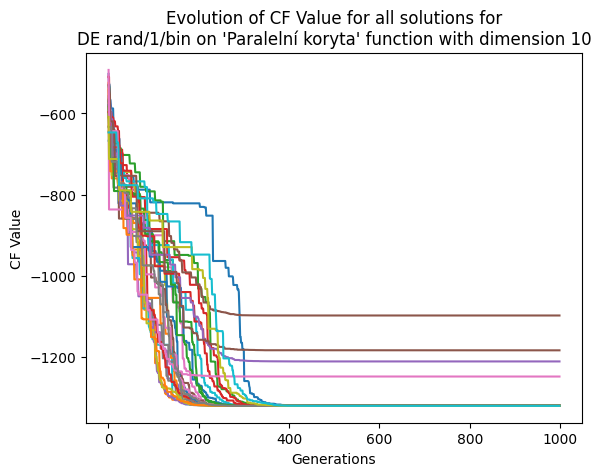 Evolution of CF Value for all solutions for
DE rand/1/bin on 'Paralelní koryta' function with dimension 10
CF Value
−600
−800
−1000
−1200
0
200
400
600
800
1000
Generations